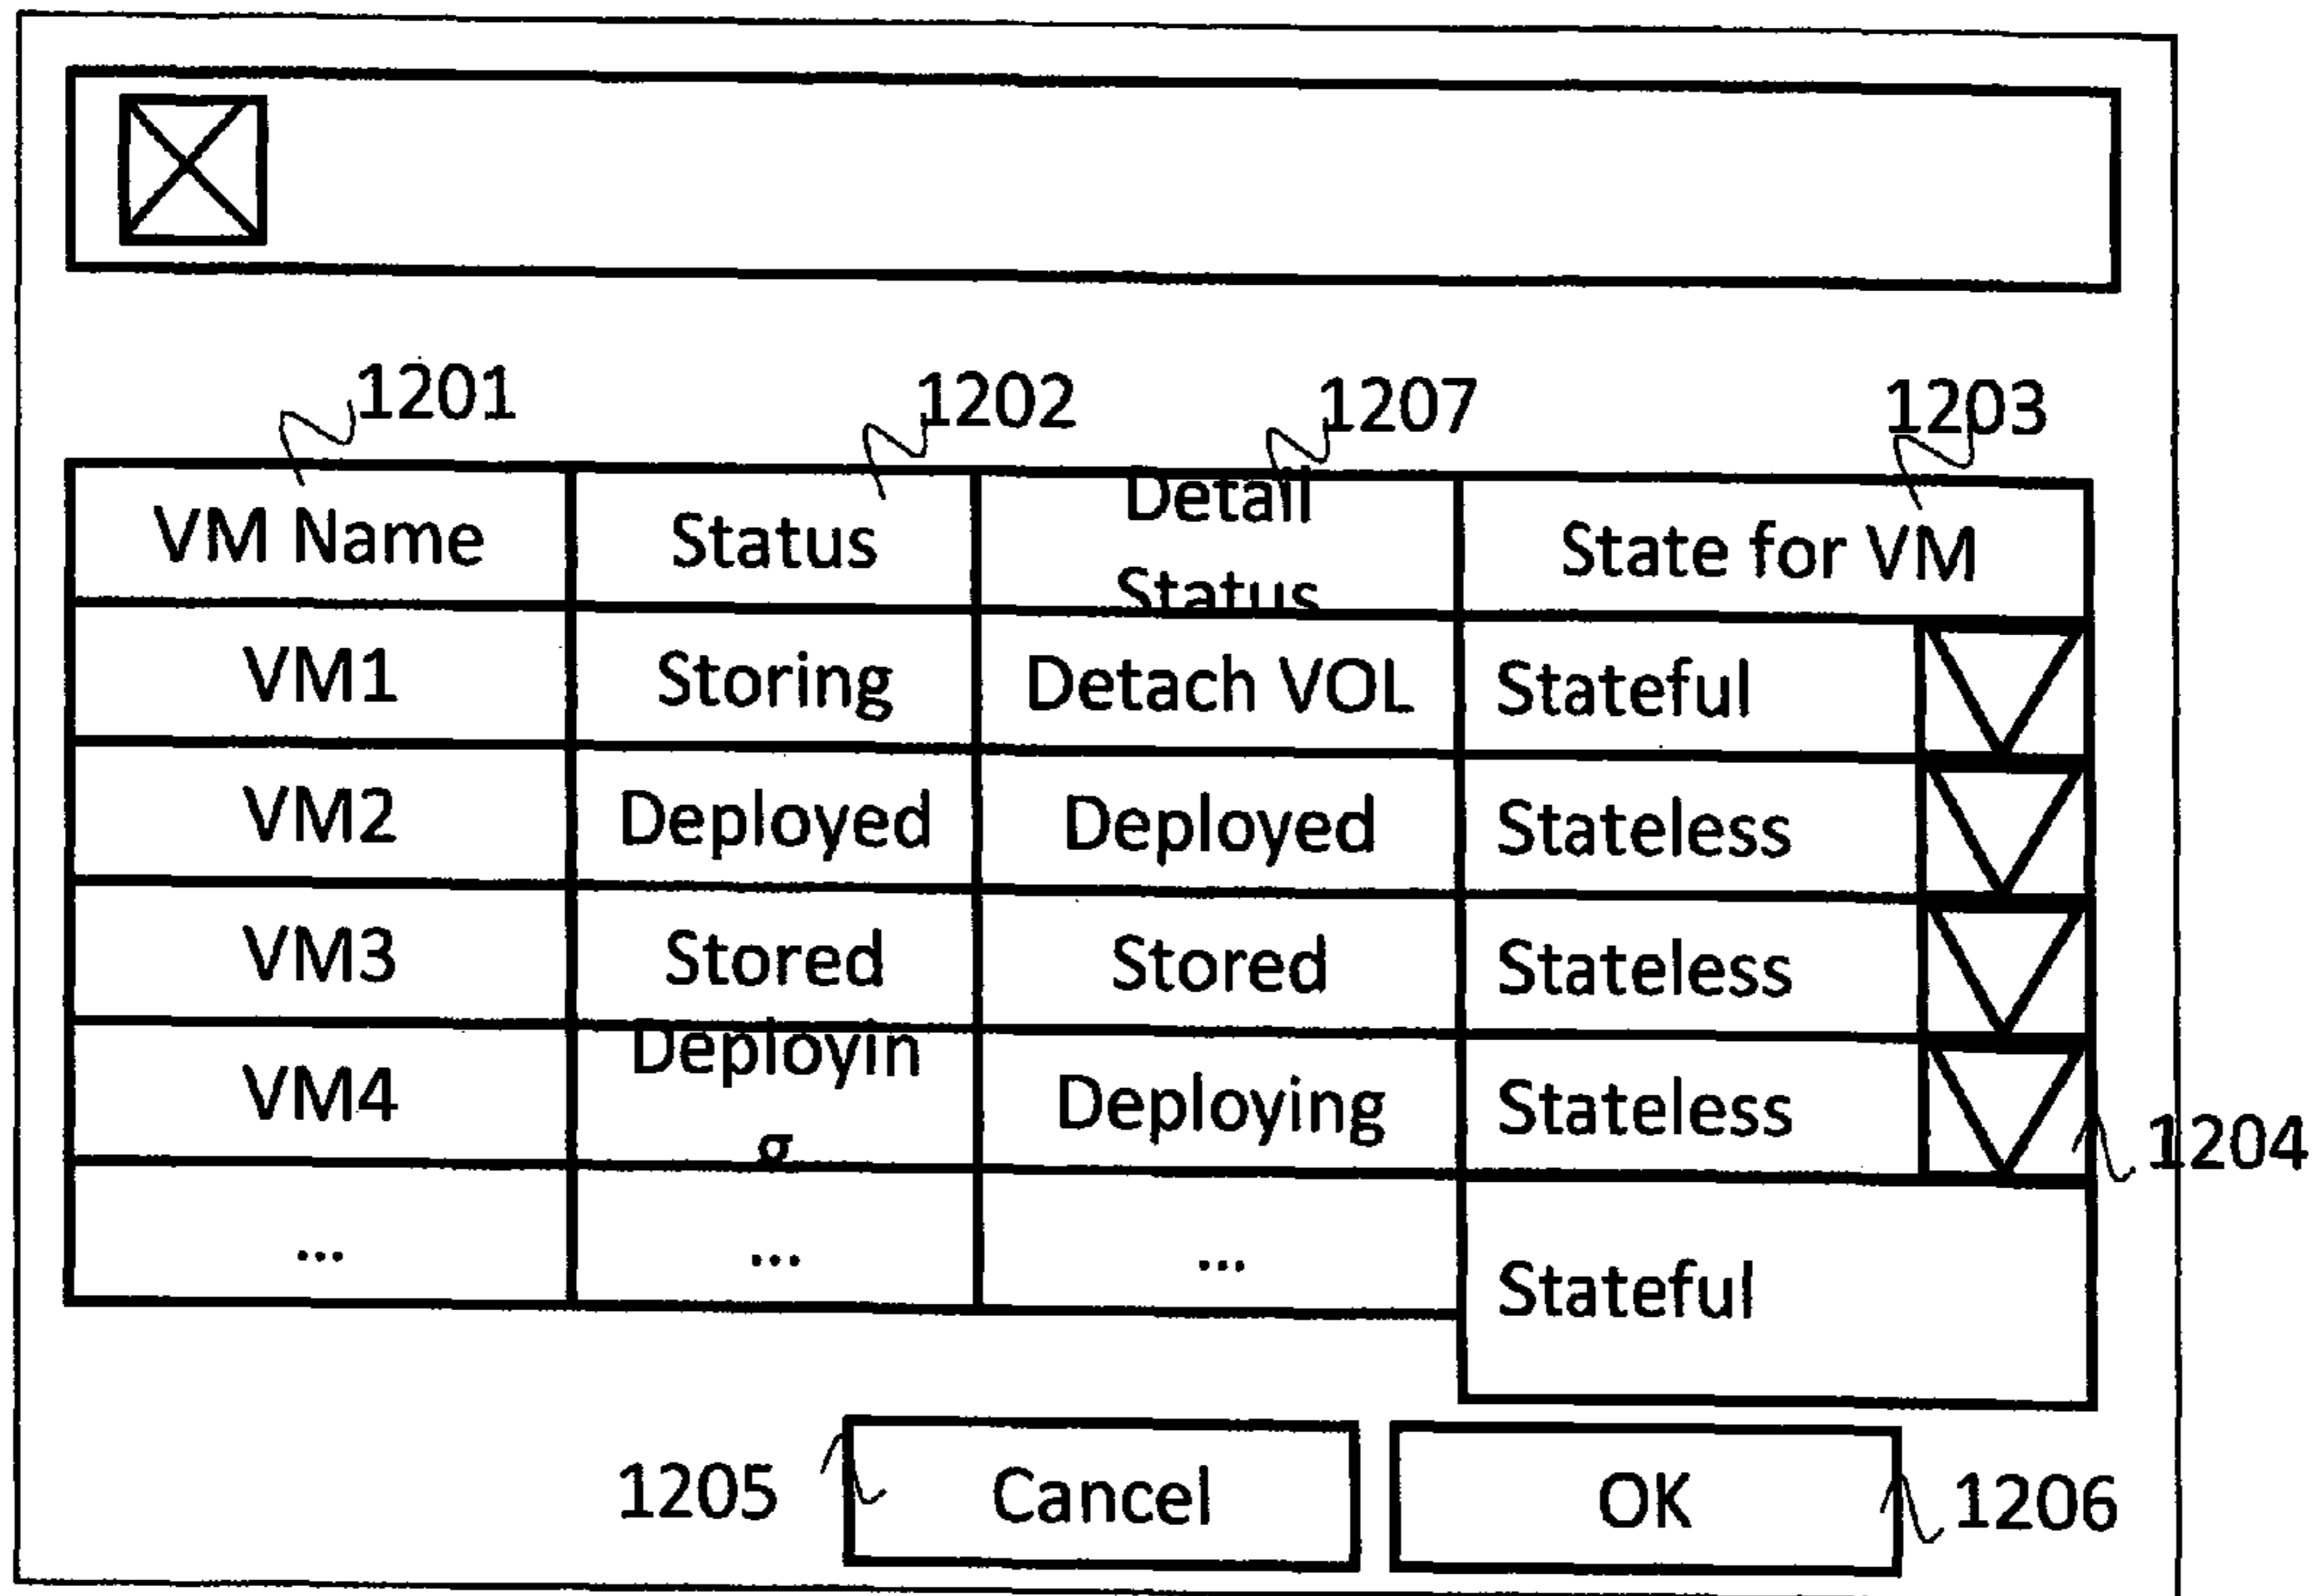 1201 1202 1207 1203
VM Name Status Detail Status State for VM
VM1 Storing Detach VOL Stateful
VM2 Deployed Deployed Stateless
VM3 Stored Stored Stateless
VM4 Deploying Deploying Stateless
1204
... ... ... Stateful
1205 Cancel OK 1206